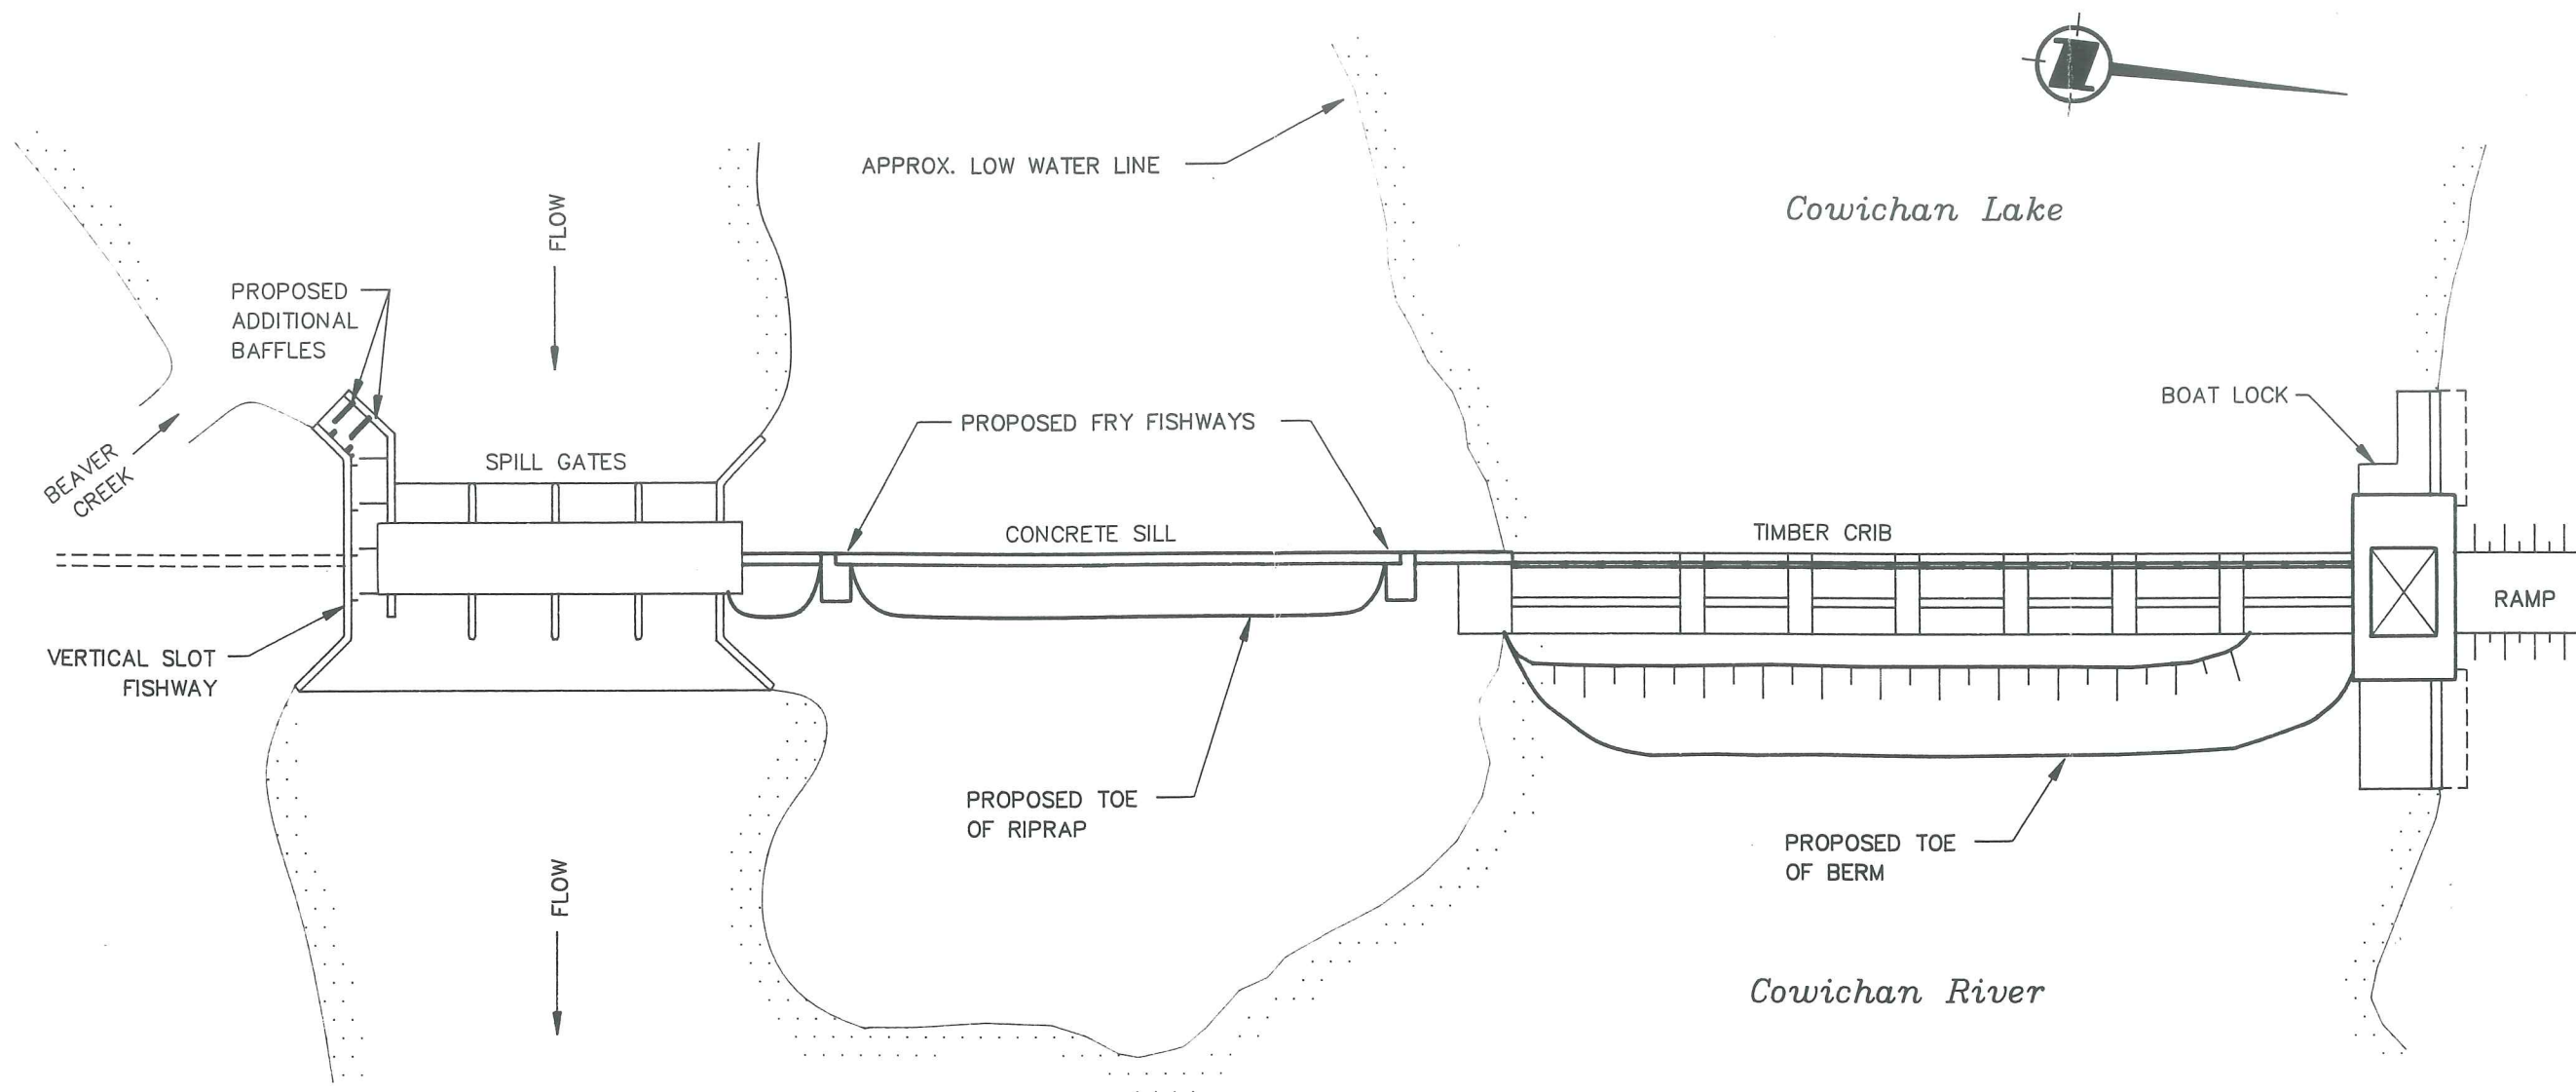 N
APPROX. LOW WATER LINE
Cowichan Lake
FLOW
PROPOSED
ADDITIONAL
BAFFLES
BOAT LOCK
PROPOSED FRY FISHWAYS
BEAVER
CREEK
SPILL GATES
CONCRETE SILL
TIMBER CRIB
RAMP
VERTICAL SLOT
FISHWAY
PROPOSED TOE
OF RIPRAP
PROPOSED TOE
OF BERM
FLOW
Cowichan River